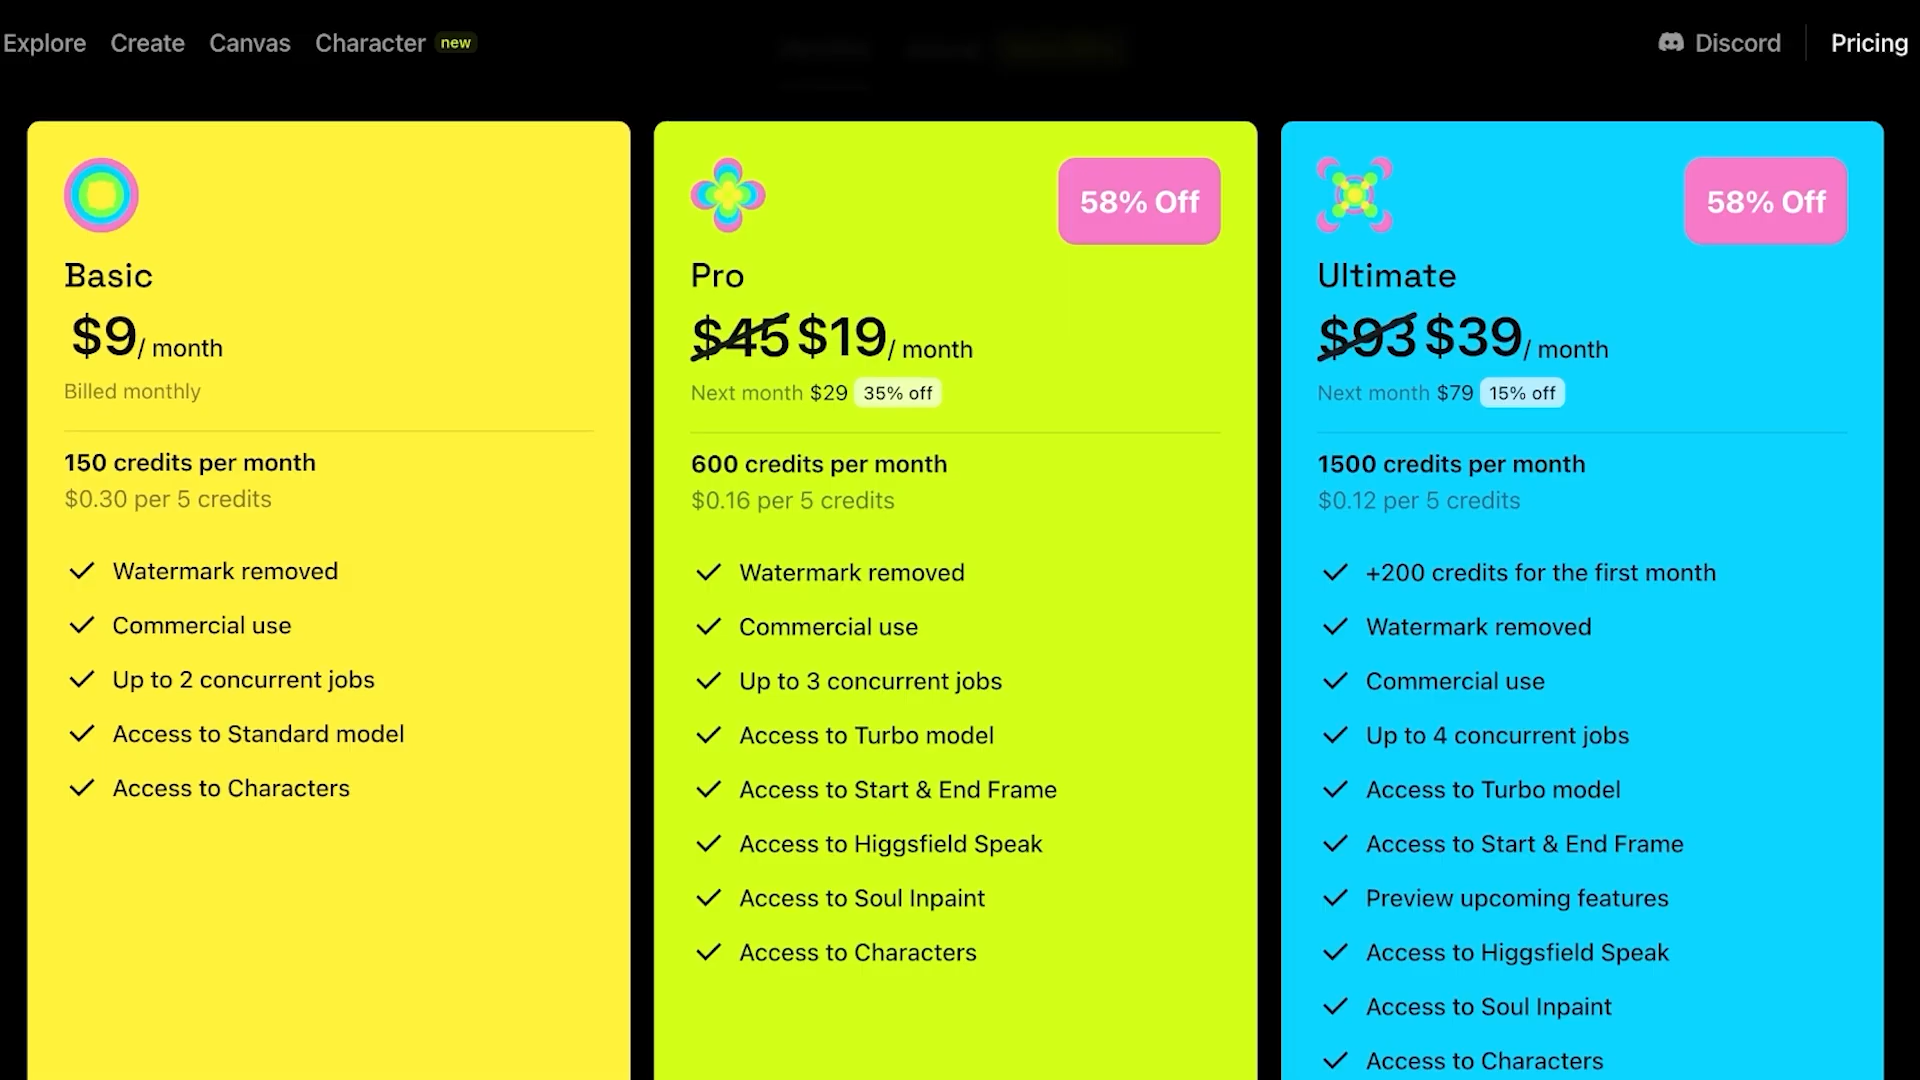 Explore Create Canvas Character new Discord Pricing
Basic
$9/ month
Billed monthly
150 credits per month
$0.30 per 5 credits
Watermark removed
Commercial use
Up to 2 concurrent jobs
Access to Standard model
Access to Characters
58% Off
Pro
$45 $19/ month
Next month $29 35% off
600 credits per month
$0.16 per 5 credits
Watermark removed
Commercial use
Up to 3 concurrent jobs
Access to Turbo model
Access to Start & End Frame
Access to Higgsfield Speak
Access to Soul Inpaint
Access to Characters
58% Off
Ultimate
$93 $39/ month
Next month $79 15% off
1500 credits per month
$0.12 per 5 credits
+200 credits for the first month
Watermark removed
Commercial use
Up to 4 concurrent jobs
Access to Turbo model
Access to Start & End Frame
Preview upcoming features
Access to Higgsfield Speak
Access to Soul Inpaint
Access to Characters